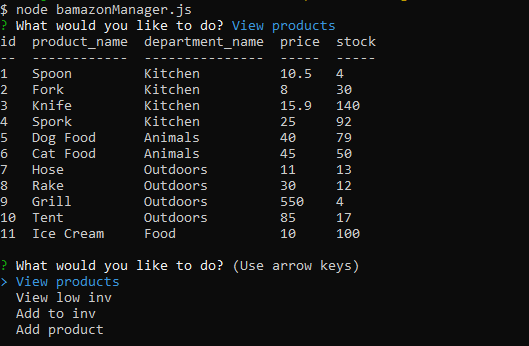 $ node bamazonManager.js
? What would you like to do? View products
id  product_name  department_name  price  stock
--  ------------  ---------------  -----  -----
1   Spoon         Kitchen          10.5   4
2   Fork          Kitchen          8      30
3   Knife         Kitchen          15.9   140
4   Spork         Kitchen          25     92
5   Dog Food      Animals          40     79
6   Cat Food      Animals          45     50
7   Hose          Outdoors         11     13
8   Rake          Outdoors         30     12
9   Grill         Outdoors         550    4
10  Tent          Outdoors         85     17
11  Ice Cream     Food             10     100
? What would you like to do? (Use arrow keys)
> View products
  View low inv
  Add to inv
  Add product